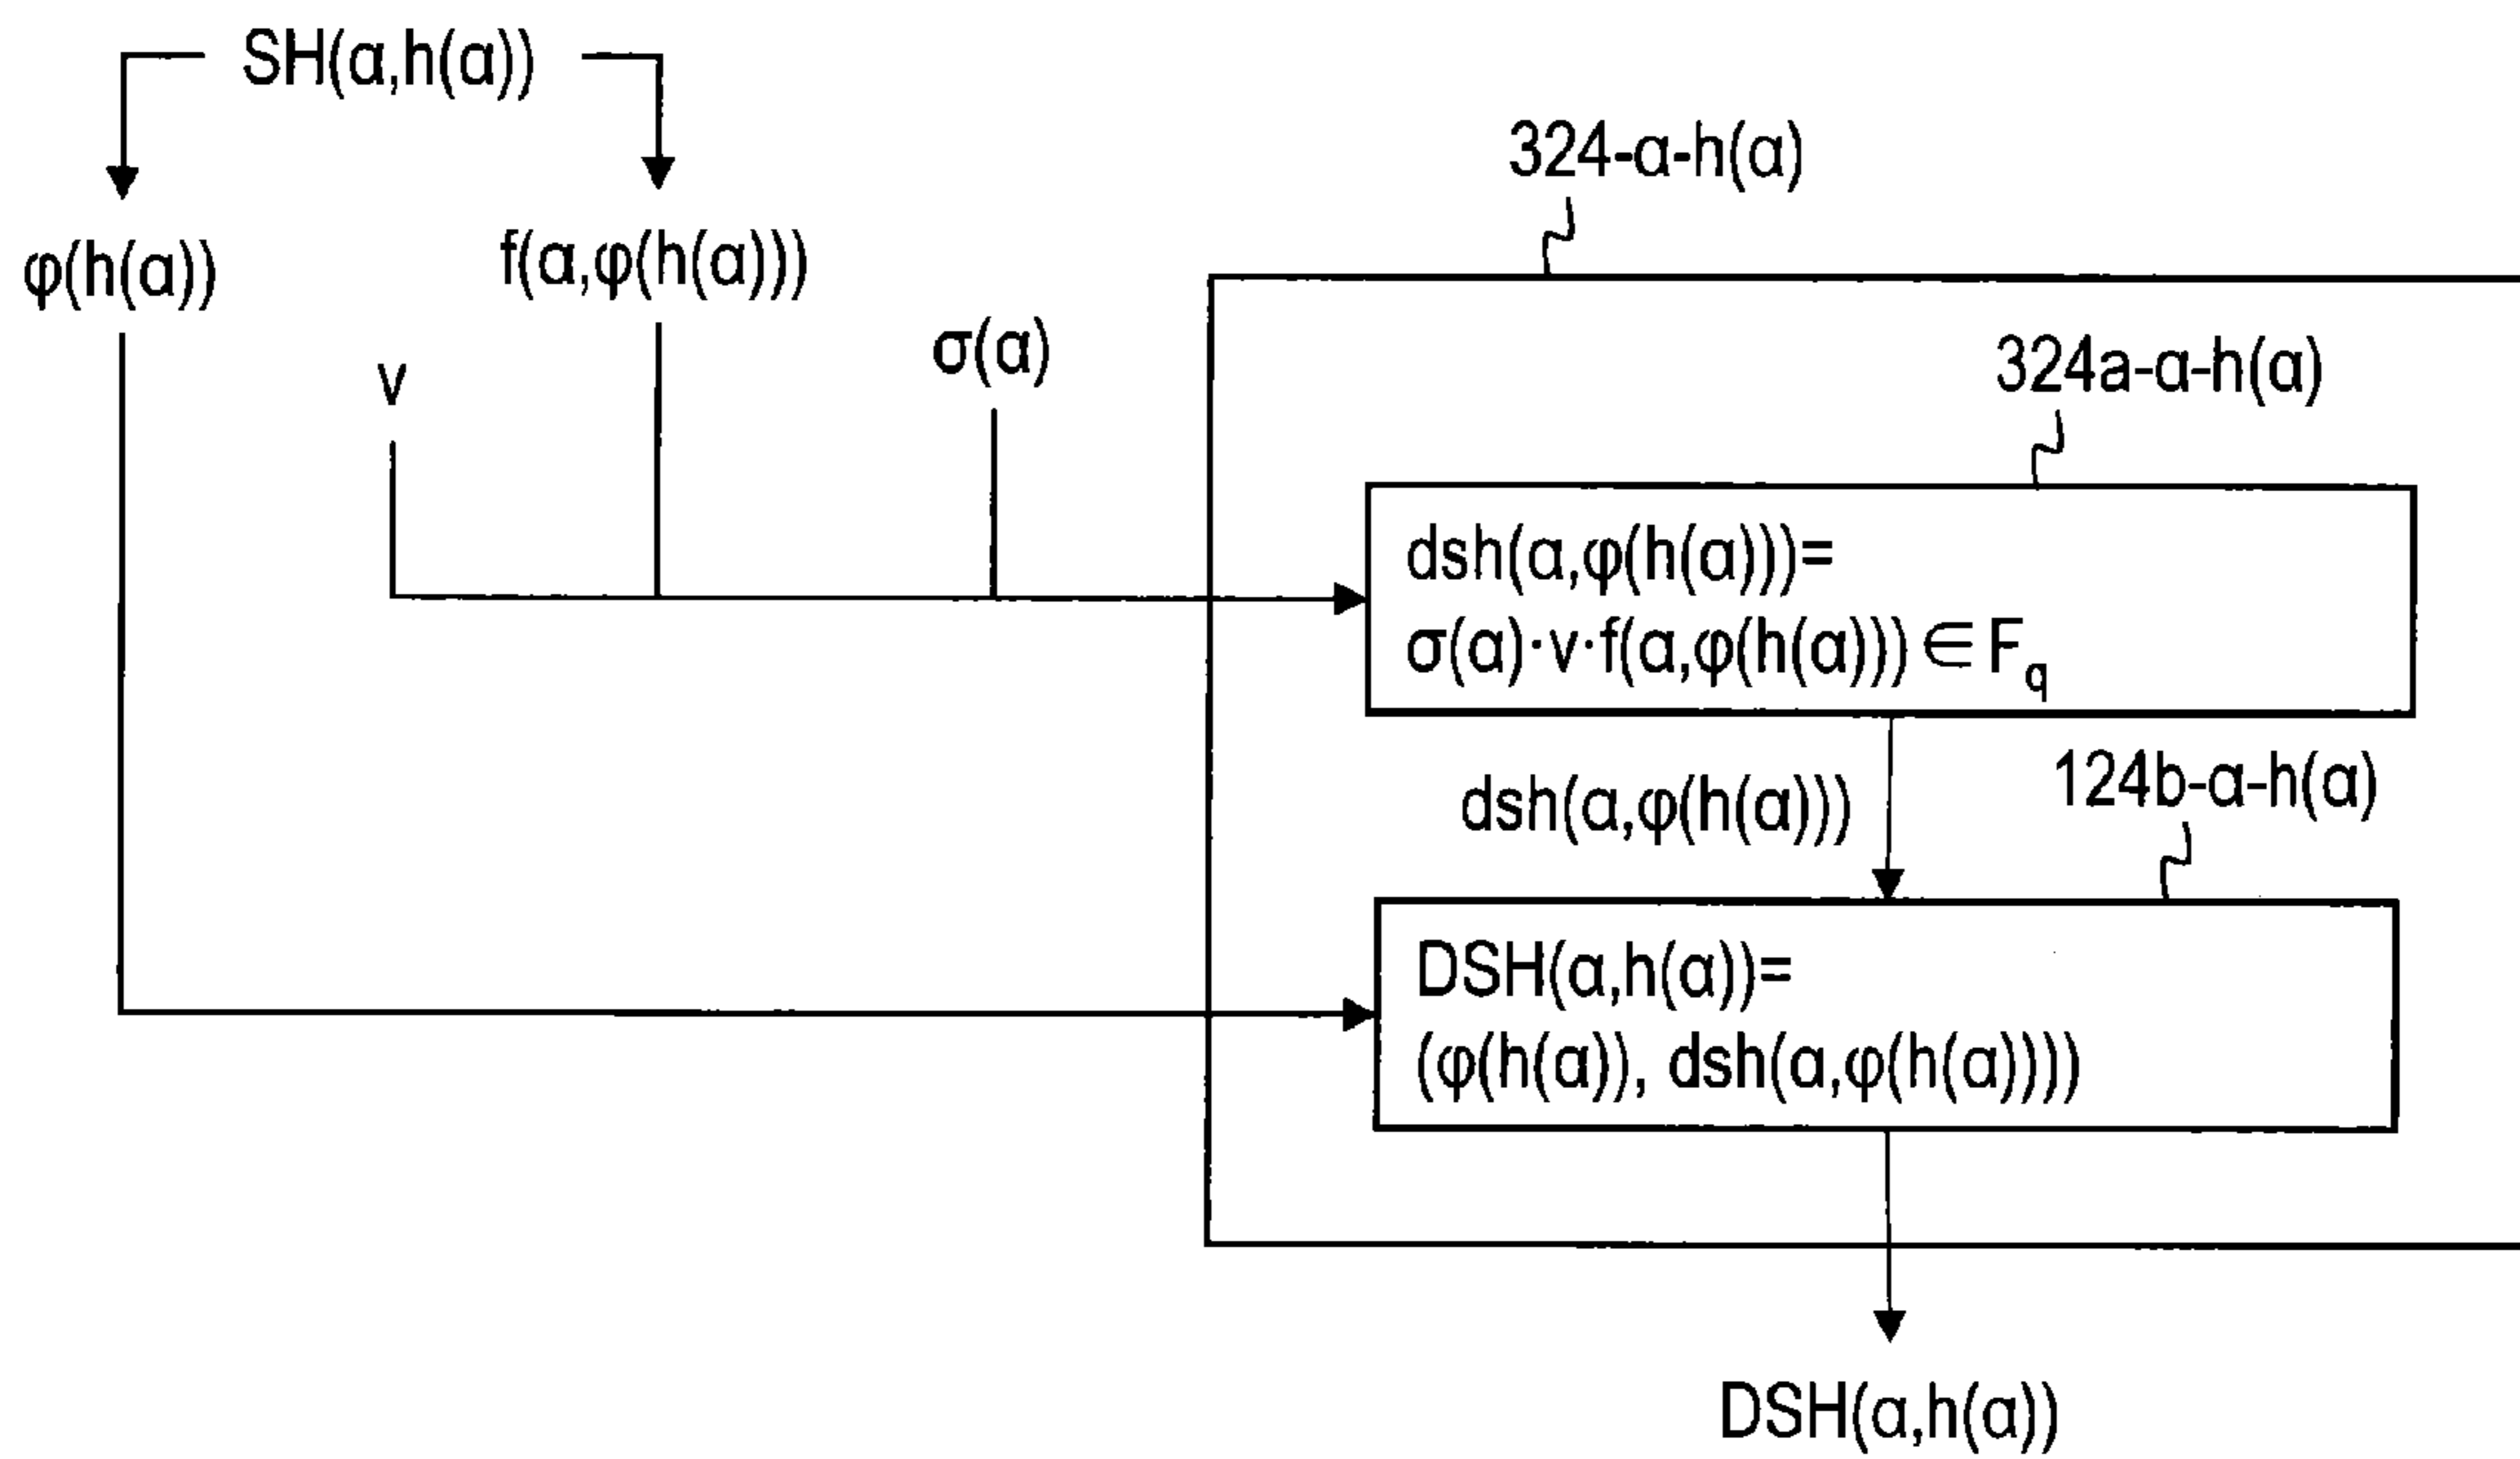 SH(α,h(α))
324-α-h(α)
φ(h(α))
f(α,φ(h(α)))
σ(α)
v
324a-α-h(α)
dsh(α,φ(h(α)))=
σ(α)·v·f(α,φ(h(α)))∈F_q
dsh(α,φ(h(α)))
124b-α-h(α)
DSH(α,h(α))=
(φ(h(α)), dsh(α,φ(h(α))))
DSH(α,h(α))